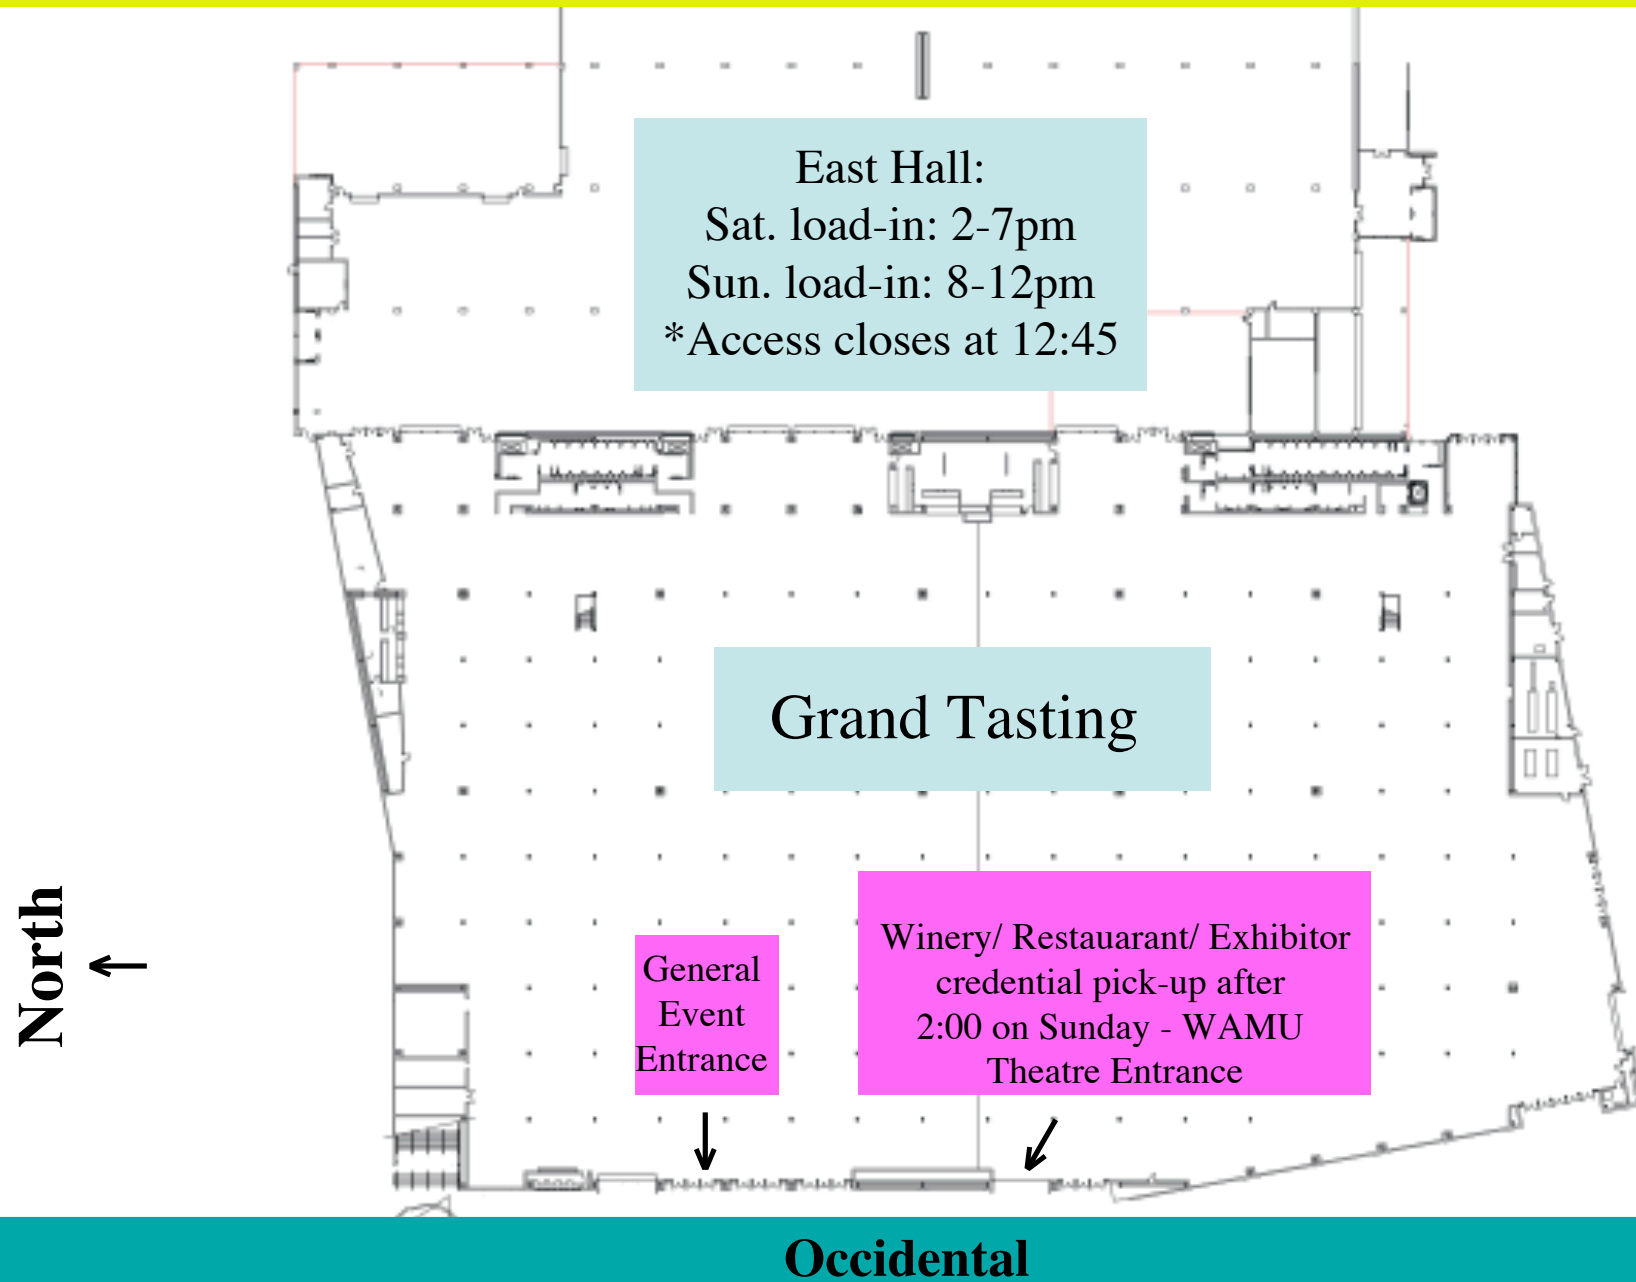 East Hall:
Sat. load-in: 2-7pm
Sun. load-in: 8-12pm
*Access closes at 12:45
Grand Tasting
North
General
Event
Entrance
Winery/ Restauarant/ Exhibitor
credential pick-up after
2:00 on Sunday - WAMU
Theatre Entrance
Occidental